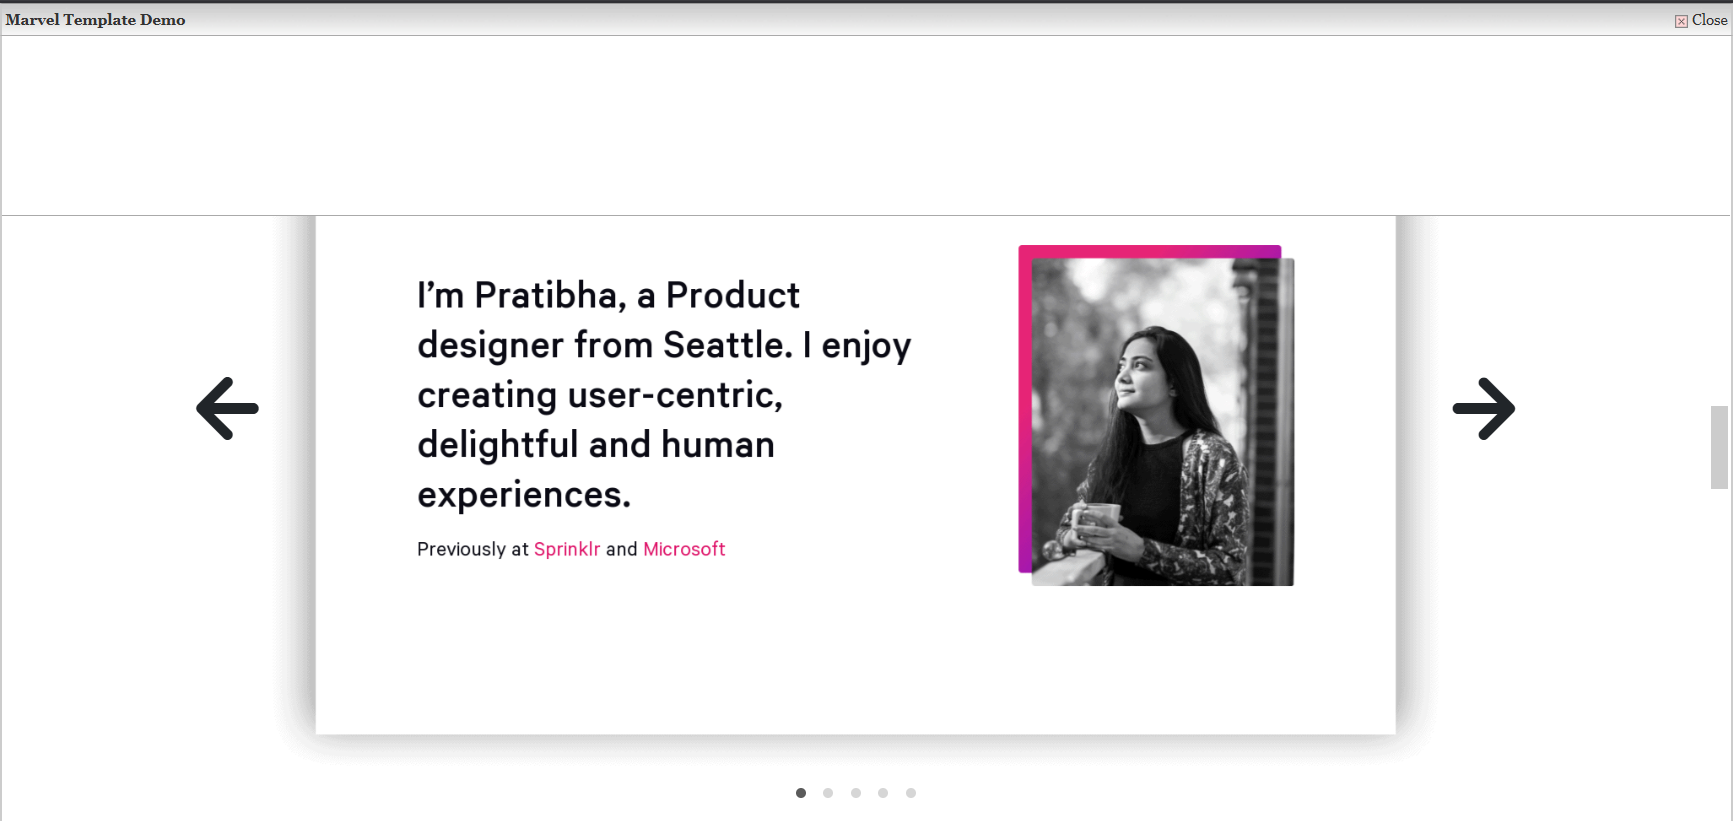 Marvel Template Demo
Close
I’m Pratibha, a Product
designer from Seattle. I enjoy
creating user-centric,
delightful and human
experiences.
Previously at Sprinklr and Microsoft